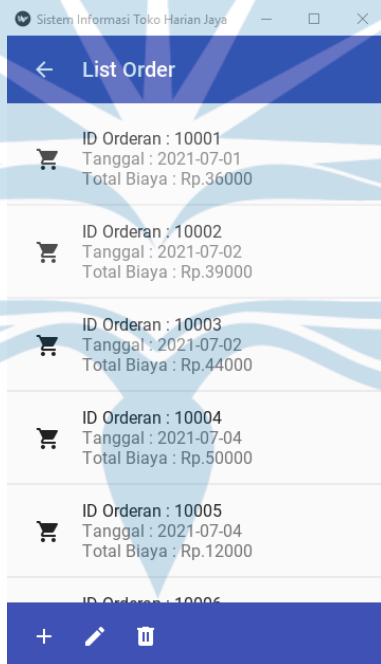 Sistem Informasi Toko Harian Jaya
List Order
ID Orderan : 10001
Tanggal : 2021-07-01
Total Biaya : Rp.36000
ID Orderan : 10002
Tanggal : 2021-07-02
Total Biaya : Rp.39000
ID Orderan : 10003
Tanggal : 2021-07-02
Total Biaya : Rp.44000
ID Orderan : 10004
Tanggal : 2021-07-04
Total Biaya : Rp.50000
ID Orderan : 10005
Tanggal : 2021-07-04
Total Biaya : Rp.12000
ID Orderan : 10006